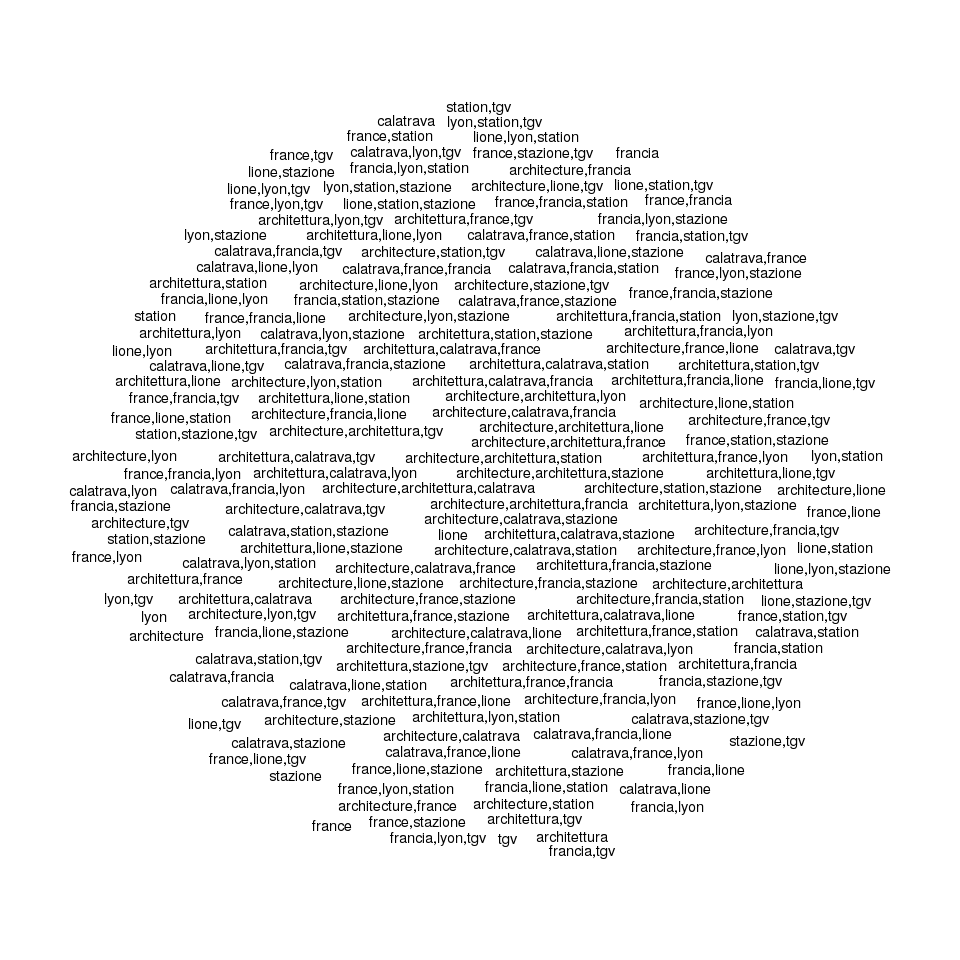 station,tgv
calatrava lyon,station,tgv
france,station lione,lyon,station
france,tgv calatrava,lyon,tgv france,stazione,tgv francia
lione,stazione francia,lyon,station architecture,francia
lione,lyon,tgv lyon,station,stazione architecture,lione,tgv lione,station,tgv
france,lyon,tgv lione,station,stazione france,francia,station france,francia
architettura,lyon,tgv architettura,france,tgv francia,lyon,stazione
lyon,stazione architettura,lione,lyon calatrava,france,station francia,station,tgv
calatrava,francia,tgv architecture,station,tgv calatrava,lione,stazione calatrava,france
calatrava,lione,lyon calatrava,france,francia calatrava,francia,station france,lyon,stazione
architettura,station architecture,lione,lyon architecture,stazione,tgv france,francia,stazione
francia,lione,lyon francia,station,stazione calatrava,france,stazione
station france,francia,lione architecture,lyon,stazione architettura,francia,station lyon,stazione,tgv
architettura,lyon calatrava,lyon,stazione architettura,station,stazione architettura,francia,lyon
lione,lyon architettura,francia,tgv architettura,calatrava,france architecture,france,lione calatrava,tgv
calatrava,lione,tgv calatrava,francia,stazione architettura,calatrava,station architettura,station,tgv
architettura,lione architecture,lyon,station architettura,calatrava,francia architettura,francia,lione francia,lione,tgv
france,francia,tgv architettura,lione,station architecture,architettura,lyon architecture,lione,station
france,lione,station architecture,francia,lione architecture,calatrava,francia architecture,france,tgv
station,stazione,tgv architecture,architettura,tgv architecture,architettura,lione france,station,stazione
architecture,architettura,france
architecture,lyon architettura,calatrava,tgv architecture,architettura,station architettura,france,lyon lyon,station
france,francia,lyon architettura,calatrava,lyon architecture,architettura,stazione architettura,lione,tgv
calatrava,lyon calatrava,francia,lyon architecture,architettura,calatrava architecture,station,stazione architecture,lione
francia,stazione architecture,calatrava,tgv architecture,architettura,francia architettura,lyon,stazione france,lione
architecture,tgv calatrava,station,stazione architecture,calatrava,stazione architecture,francia,tgv
station,stazione architettura,lione,stazione lione architettura,calatrava,stazione architecture,france,lyon lione,station
france,lyon calatrava,lyon,station architecture,calatrava,station architettura,francia,stazione lione,lyon,stazione
architettura,france architecture,lione,stazione architecture,calatrava,france architecture,francia,stazione architecture,architettura
lyon,tgv architettura,calatrava architecture,france,stazione architecture,francia,station lione,stazione,tgv
lyon architecture,lyon,tgv architettura,france,stazione architettura,calatrava,lione france,station,tgv
architecture francia,lione,stazione architecture,calatrava,lione architettura,france,station calatrava,station
architecture,france,francia architecture,calatrava,lyon francia,station
calatrava,station,tgv architettura,stazione,tgv architecture,france,station architettura,francia
calatrava,francia calatrava,lione,station architettura,france,francia francia,stazione,tgv
calatrava,france,tgv architettura,france,lione architecture,francia,lyon france,lione,lyon
lione,tgv architecture,stazione architettura,lyon,station calatrava,stazione,tgv
calatrava,stazione architecture,calatrava calatrava,francia,lione stazione,tgv
france,lione,tgv calatrava,france,lione calatrava,france,lyon
stazione france,lione,stazione architettura,stazione francia,lione
france,lyon,station francia,lione,station calatrava,lione
architecture,france architecture,station francia,lyon
france france,stazione architettura,tgv
francia,lyon,tgv tgv architettura
francia,tgv